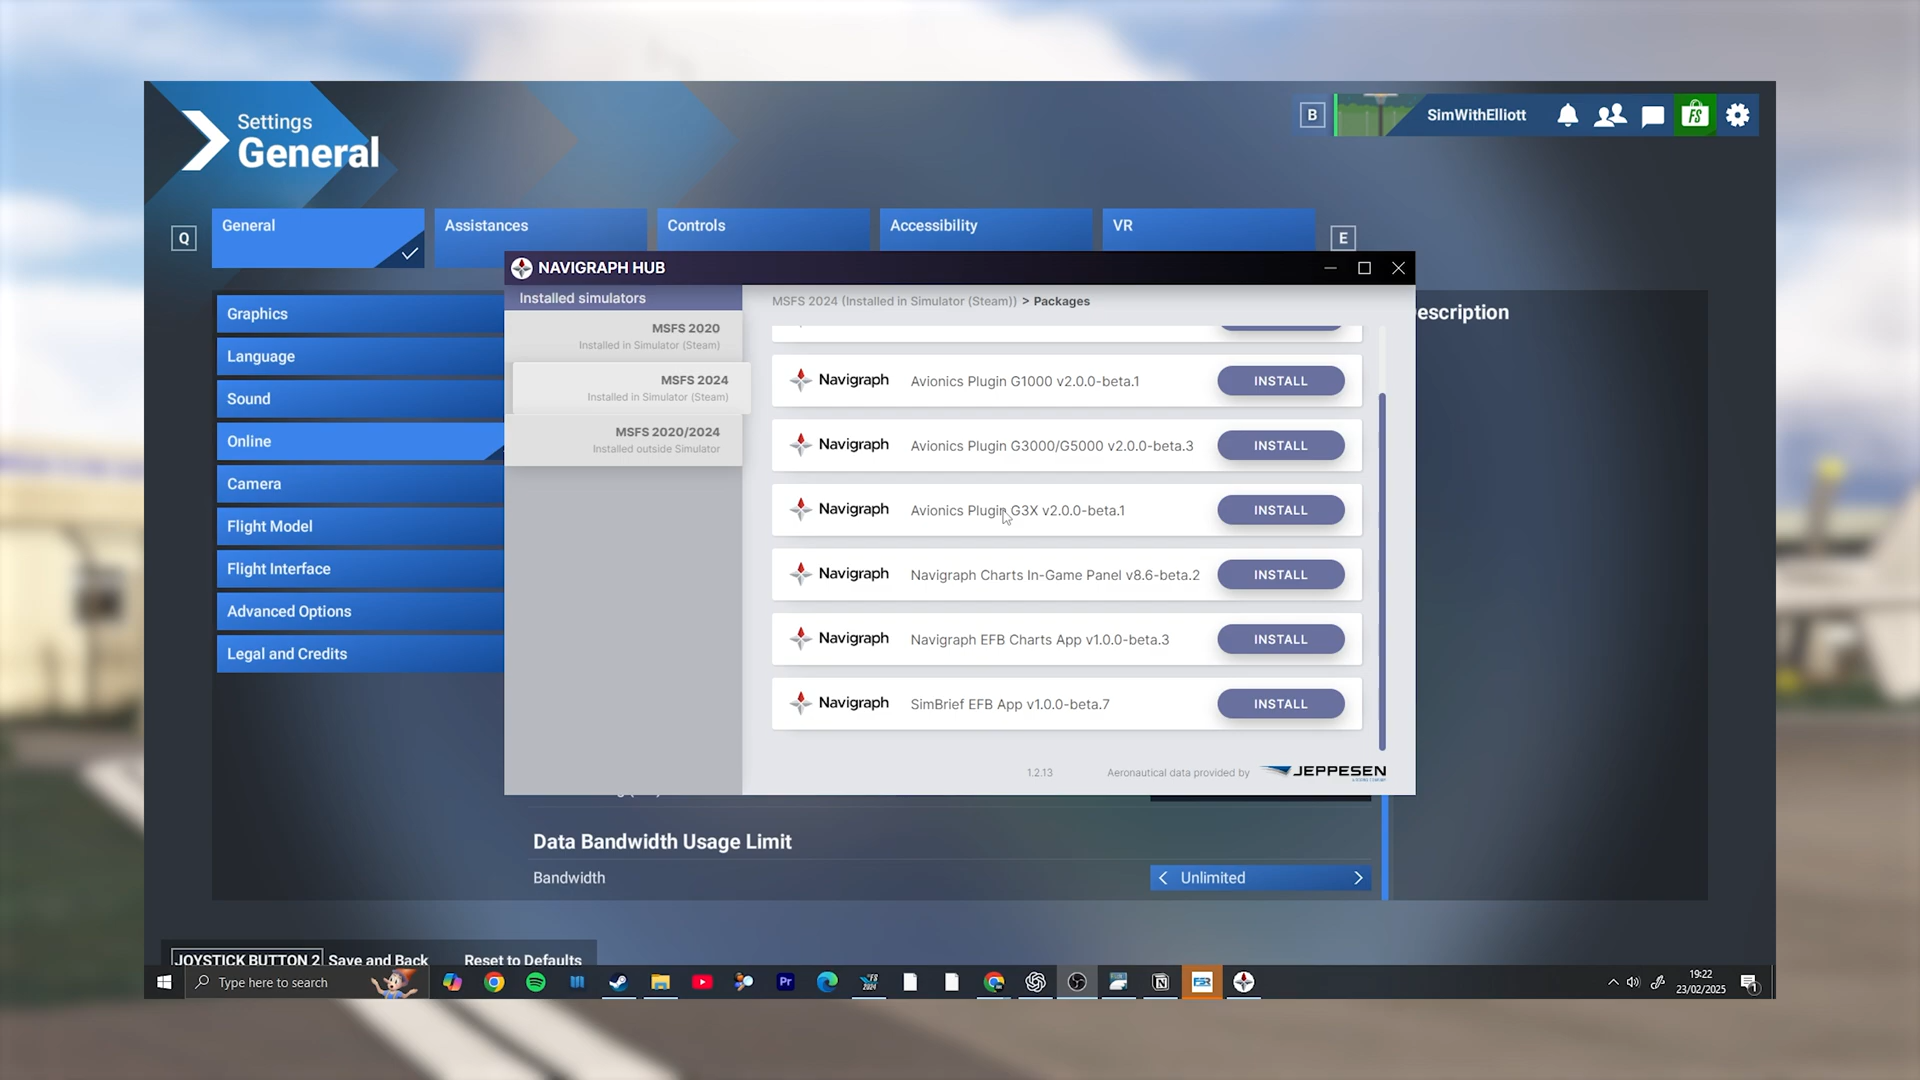 Settings
General
B
SimWithElliott
FS
Q
General
Assistances
Controls
Accessibility
VR
E
Graphics
Language
Sound
Online
Camera
Flight Model
Flight Interface
Advanced Options
Legal and Credits
escription
NAVIGRAPH HUB
Installed simulators
MSFS 2020
Installed in Simulator (Steam)
MSFS 2024
Installed in Simulator (Steam)
MSFS 2020/2024
Installed outside Simulator
MSFS 2024 (Installed in Simulator (Steam)) > Packages
Navigraph Avionics Plugin G1000 v2.0.0-beta.1 INSTALL
Navigraph Avionics Plugin G3000/G5000 v2.0.0-beta.3 INSTALL
Navigraph Avionics Plugin G3X v2.0.0-beta.1 INSTALL
Navigraph Navigraph Charts In-Game Panel v8.6-beta.2 INSTALL
Navigraph Navigraph EFB Charts App v1.0.0-beta.3 INSTALL
Navigraph SimBrief EFB App v1.0.0-beta.7 INSTALL
1.2.13
Aeronautical data provided by JEPPESEN
Data Bandwidth Usage Limit
Bandwidth
Unlimited
JOYSTICK BUTTON 2 Save and Back
Reset to Defaults
Type here to search
Pr
FS
2024
N
FSR
19:22
23/02/2025
1